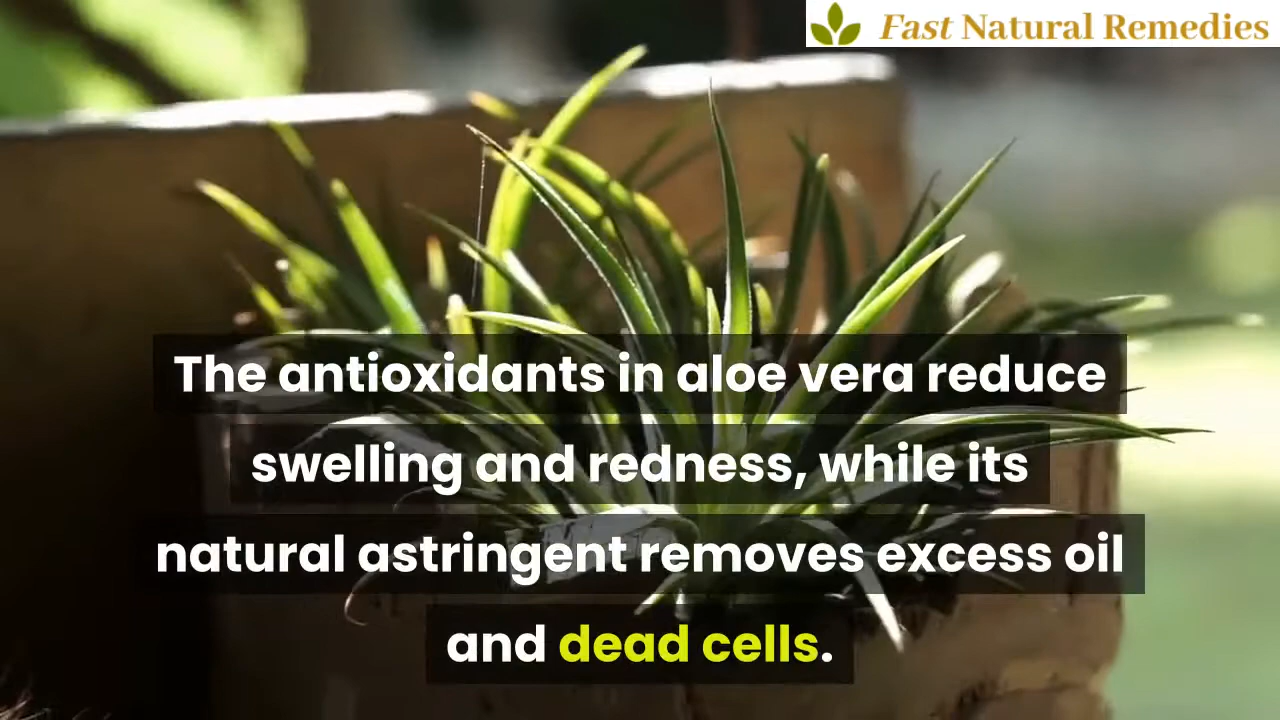 Fast Natural Remedies
The antioxidants in aloe vera reduce
swelling and redness, while its
natural astringent removes excess oil
and dead cells.